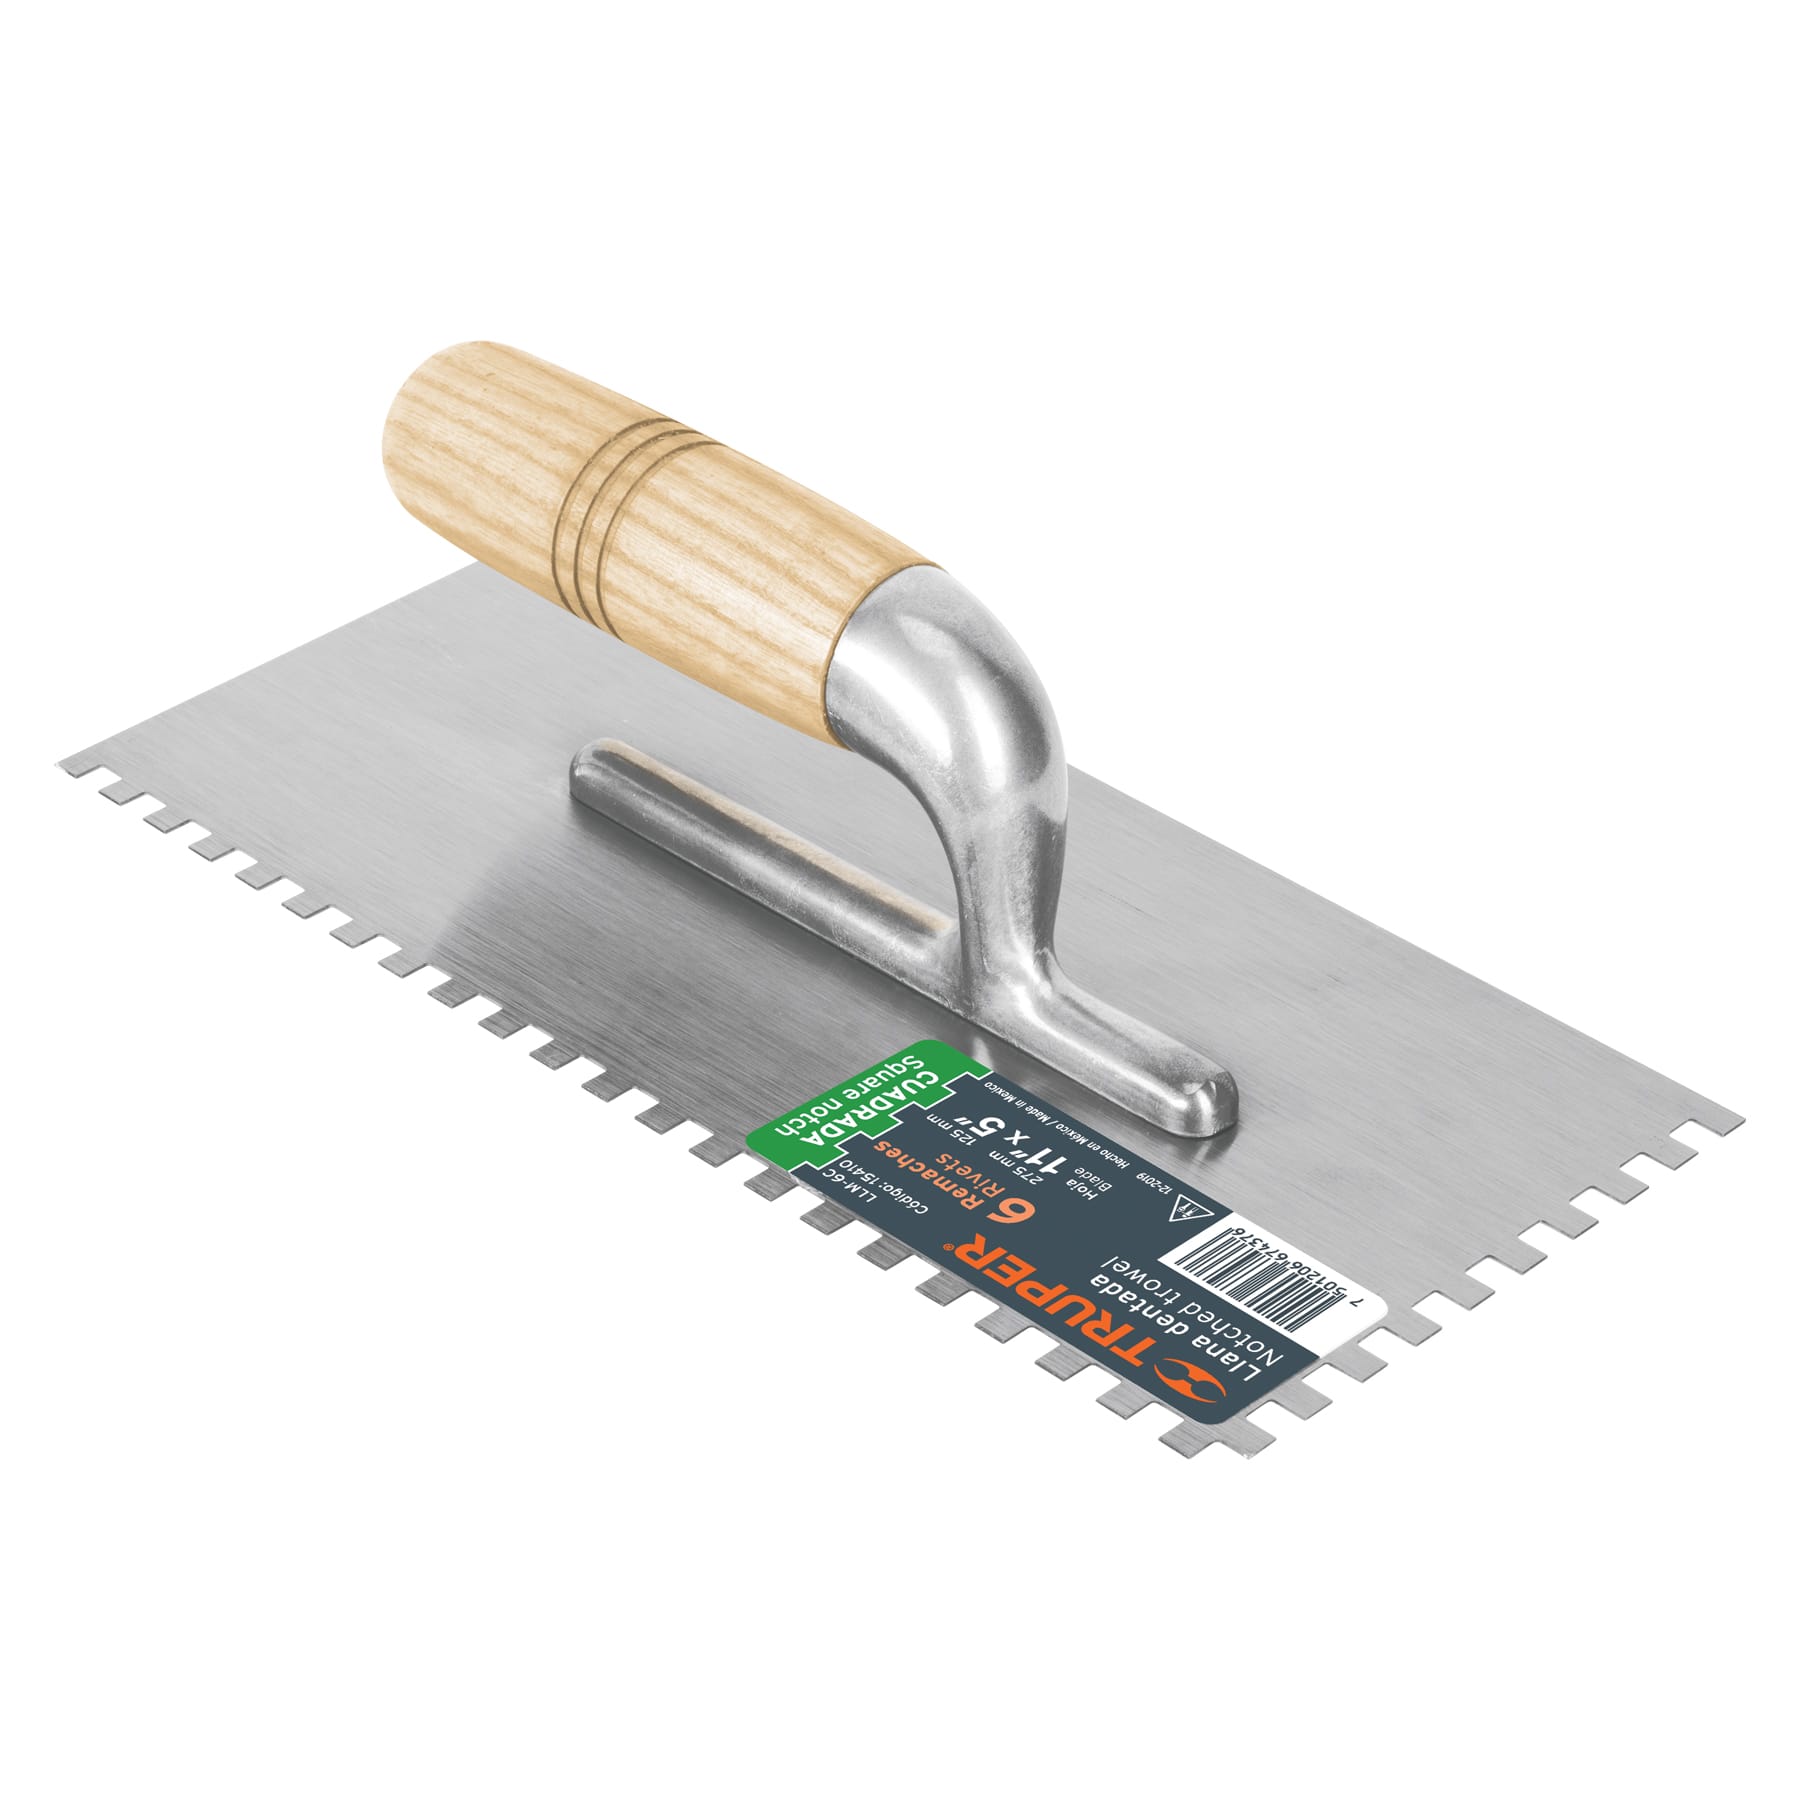 TRUPER®
Llana dentada
Notched trowel
6 Remaches
Rivets
Hoja
Blade
11" x 5"
275 mm 125 mm
CUADRADA
Square notch
LLM-6C
Código: 15410
12-2019 Hecho en México / Made in Mexico
7 501206 674376